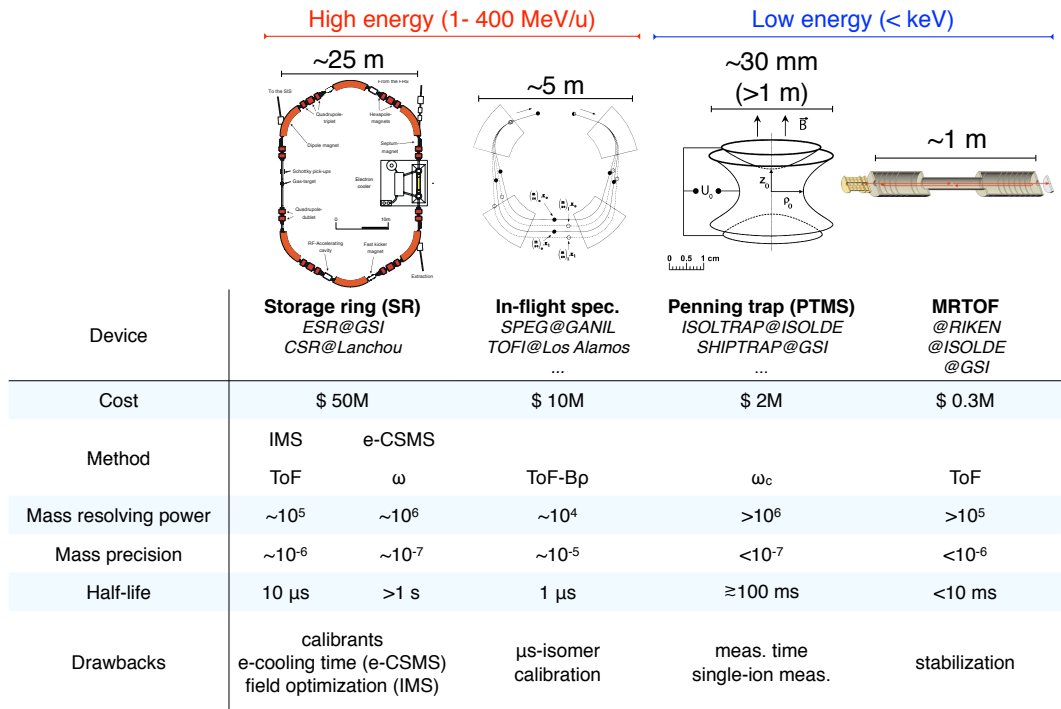 High energy (1- 400 MeV/u)
Low energy (< keV)
~25 m
~5 m
~30 mm
(>1 m)
~1 m
To the SIS
From the FRS
Quadrupole-
triplet
Hexapole-
magnets
Dipole magnet
Septum-
magnet
Schottky pick-ups
Gas-target
Electron
cooler
Quadrupole-
dublet
0
10m
RF-Accelerating
cavity
Fast kicker
magnet
Extraction
B
z₀
U₀
ρ₀
0 0.5 1 cm
Device
Storage ring (SR)
ESR@GSI
CSR@Lanchou
In-flight spec.
SPEG@GANIL
TOFI@Los Alamos
...
Penning trap (PTMS)
ISOLTRAP@ISOLDE
SHIPTRAP@GSI
...
MRTOF
@RIKEN
@ISOLDE
@GSI
Cost
$ 50M
$ 10M
$ 2M
$ 0.3M
Method
IMS
e-CSMS
ToF
ω
ToF-Bρ
ω꜀
ToF
Mass resolving power
~10⁵
~10⁶
~10⁴
>10⁶
>10⁵
Mass precision
~10⁻⁶
~10⁻⁷
~10⁻⁵
<10⁻⁷
<10⁻⁶
Half-life
10 μs
>1 s
1 μs
≳100 ms
<10 ms
Drawbacks
calibrants
e-cooling time (e-CSMS)
field optimization (IMS)
μs-isomer
calibration
meas. time
single-ion meas.
stabilization